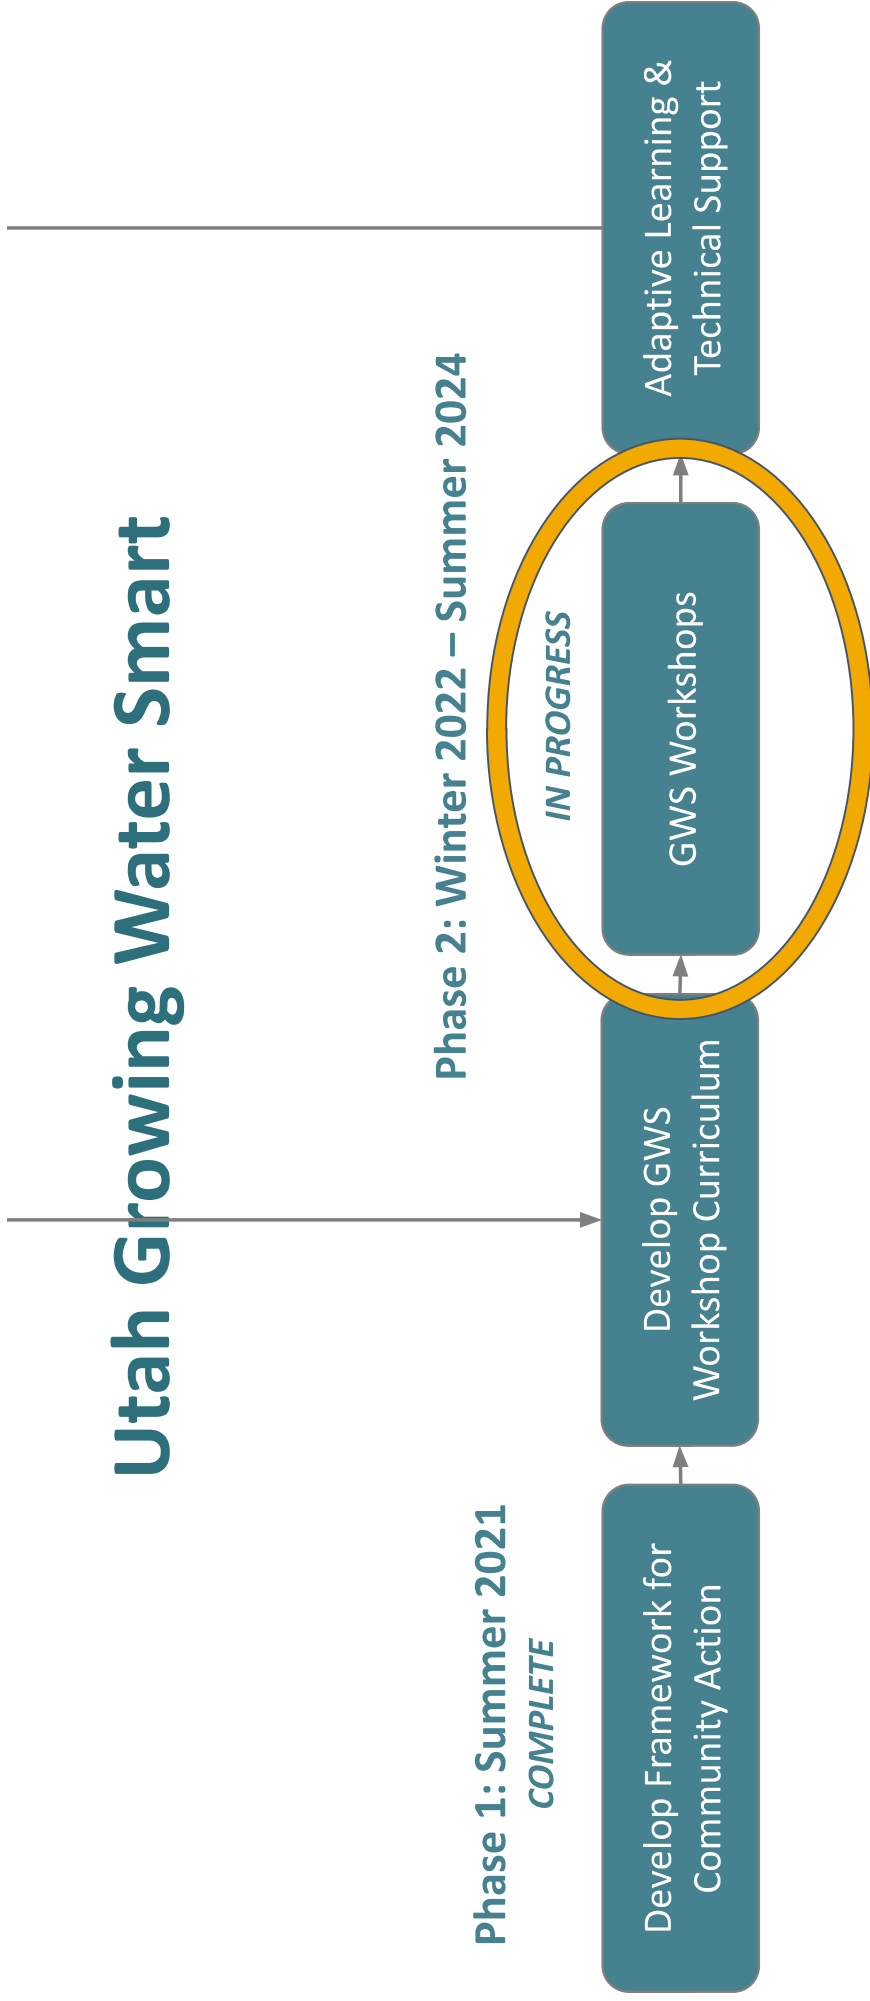 Utah Growing Water Smart
Phase 1: Summer 2021
COMPLETE
Phase 2: Winter 2022 – Summer 2024
IN PROGRESS
Develop Framework for
Community Action
Develop GWS
Workshop Curriculum
GWS Workshops
Adaptive Learning &
Technical Support